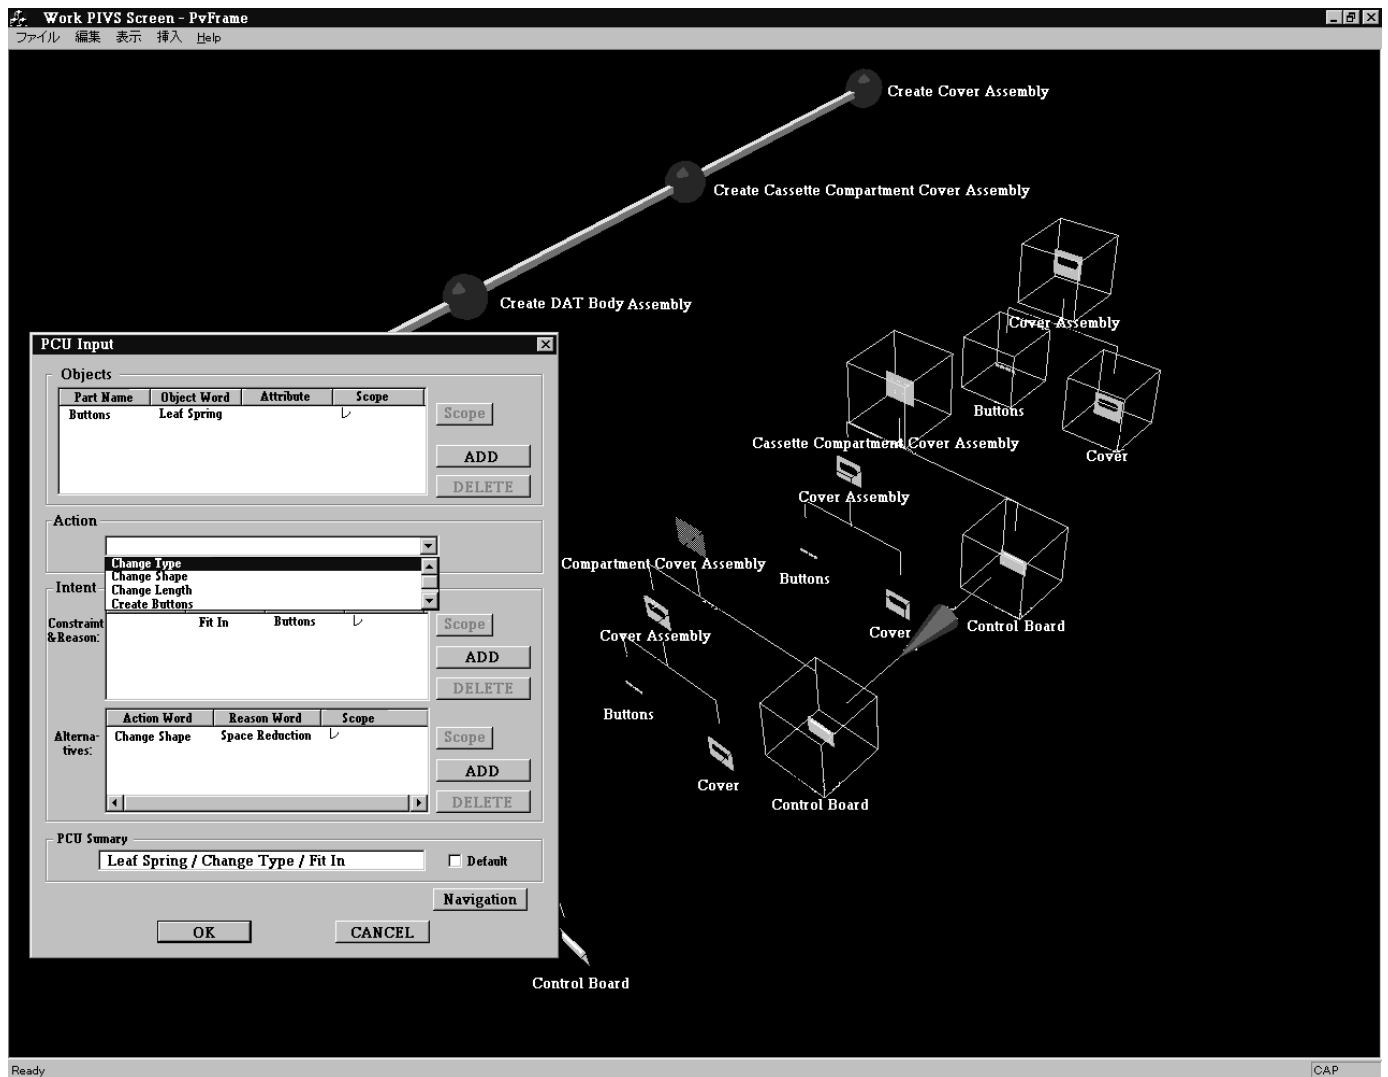 Work PIVS Screen - PvFrame
ファイル 編集 表示 挿入 Help
Create Cover Assembly
Create Cassette Compartment Cover Assembly
Create DAT Body Assembly
Cover Assembly
Buttons
Cover
Cassette Compartment Cover Assembly
Cover Assembly
Buttons
Cover
Control Board
Compartment Cover Assembly
Cover Assembly
Buttons
Cover
Control Board
Control Board
PCU Input
Objects
Part Name Object Word Attribute Scope
Buttons Leaf Spring
Scope
ADD
DELETE
Action
Change Type
Change Shape
Change Length
Create Buttons
Intent
Constraint
&Reason:
Fit In Buttons
Scope
ADD
DELETE
Action Word Reason Word Scope
Alterna-
tives:
Change Shape Space Reduction
Scope
ADD
DELETE
PCU Sumary
Leaf Spring / Change Type / Fit In
Default
Navigation
OK CANCEL
Ready CAP